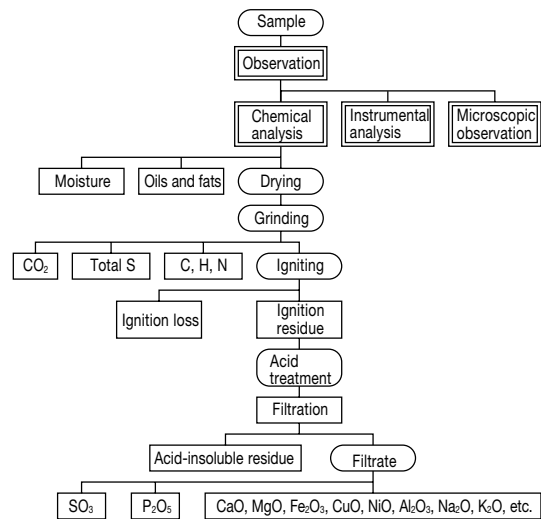 Sample
Observation
Chemical
analysis
Instrumental
analysis
Microscopic
observation
Moisture
Oils and fats
Drying
Grinding
CO₂
Total S
C, H, N
Igniting
Ignition loss
Ignition
residue
Acid
treatment
Filtration
Acid-insoluble residue
Filtrate
SO₃
P₂O₅
CaO, MgO, Fe₂O₃, CuO, NiO, Al₂O₃, Na₂O, K₂O, etc.